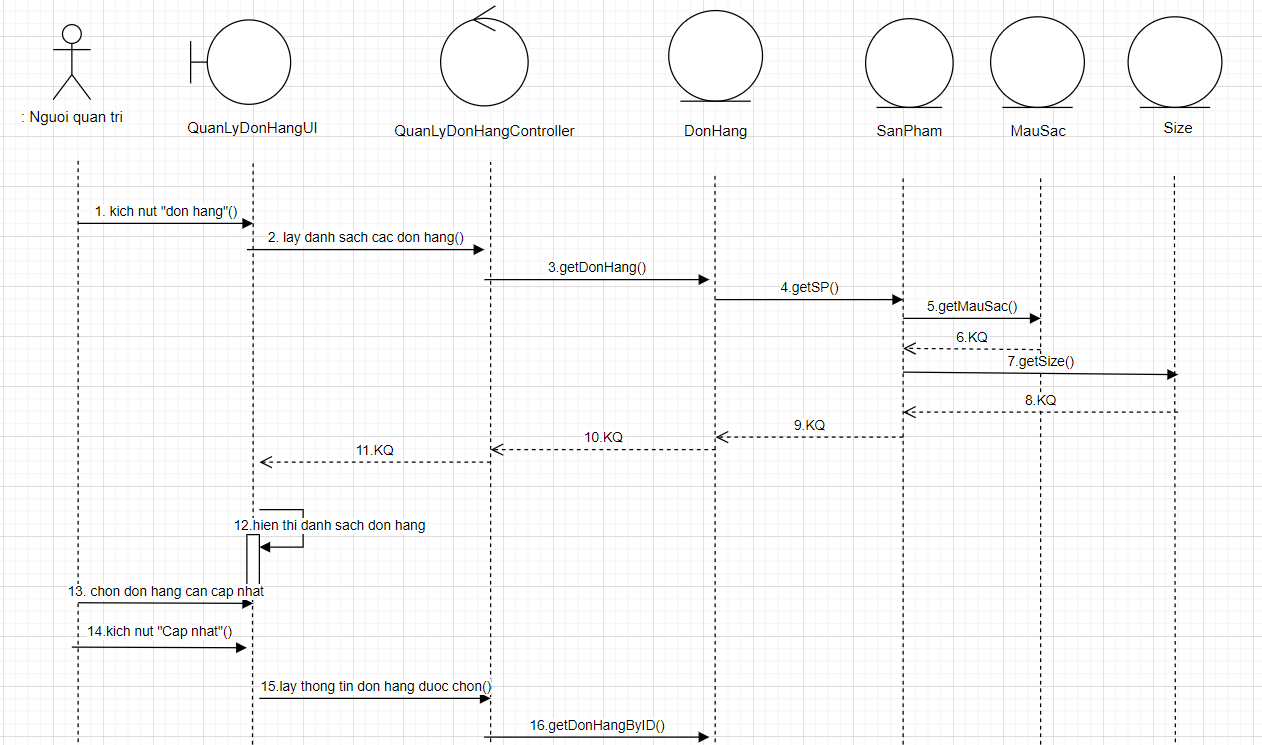 : Nguoi quan tri
QuanLyDonHangUI
QuanLyDonHangController
DonHang
SanPham
MauSac
Size
1. kich nut "don hang"()
2. lay danh sach cac don hang()
3.getDonHang()
4.getSP()
5.getMauSac()
6.KQ
7.getSize()
8.KQ
9.KQ
10.KQ
11.KQ
12.hien thi danh sach don hang
13. chon don hang can cap nhat
14.kich nut "Cap nhat"()
15.lay thong tin don hang duoc chon()
16.getDonHangByID()